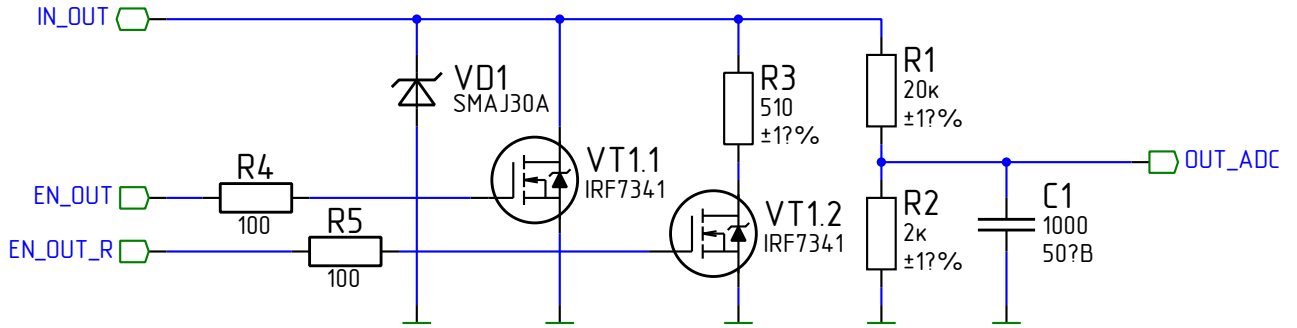 IN_OUT
VD1
SMAJ30A
R3
510
±1?%
R1
20к
±1?%
R4
100
EN_OUT
VT1.1
IRF7341
OUT_ADC
R5
100
EN_OUT_R
VT1.2
IRF7341
R2
2к
±1?%
C1
1000
50?В